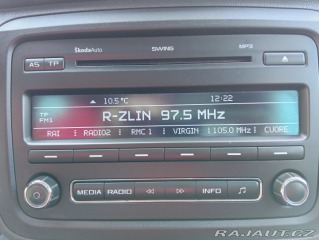 ŠkodaAuto SWING MP3
AS TP
10.5°C 12:22
TP
FM1
R-ZLIN 97.5 MHz
RAI RADIO2 RMC 1 VIRGIN 105.0 MHz CUORE
MEDIA RADIO INFO
RAJAUT.CZ